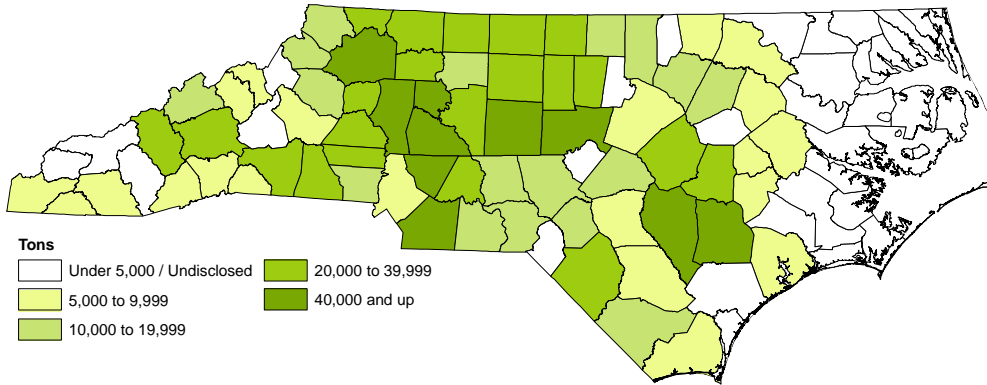 Tons
Under 5,000 / Undisclosed
5,000 to 9,999
10,000 to 19,999
20,000 to 39,999
40,000 and up